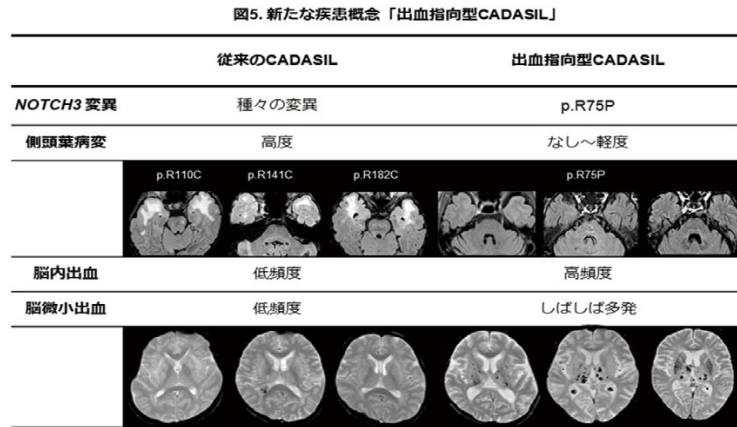 図5. 新たな疾患概念「出血指向型CADASIL」
従来のCADASIL 出血指向型CADASIL
NOTCH3 変異 種々の変異 p.R75P
側頭葉病変 高度 なし～軽度
p.R110C p.R141C p.R182C p.R75P
脳内出血 低頻度 高頻度
脳微小出血 低頻度 しばしば多発